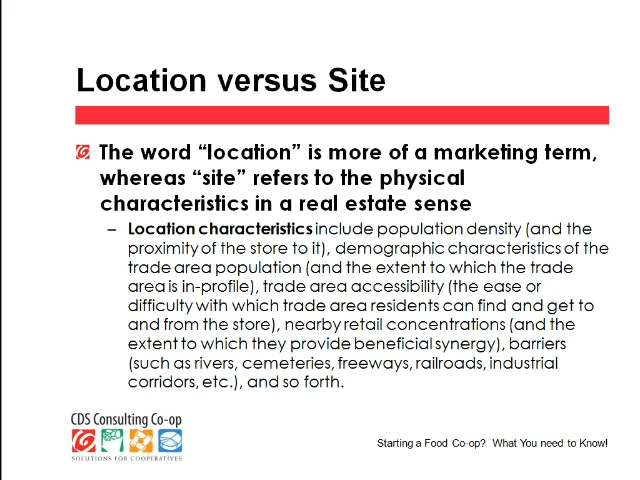 Location versus Site
The word “location” is more of a marketing term,
whereas “site” refers to the physical
characteristics in a real estate sense
– Location characteristics include population density (and the
proximity of the store to it), demographic characteristics of the
trade area population (and the extent to which the trade
area is in-profile), trade area accessibility (the ease or
difficulty with which trade area residents can find and get to
and from the store), nearby retail concentrations (and the
extent to which they provide beneficial synergy), barriers
(such as rivers, cemeteries, freeways, railroads, industrial
corridors, etc.), and so forth.
CDS Consulting Co-op
SOLUTIONS FOR COOPERATIVES
Starting a Food Co-op? What You need to Know!